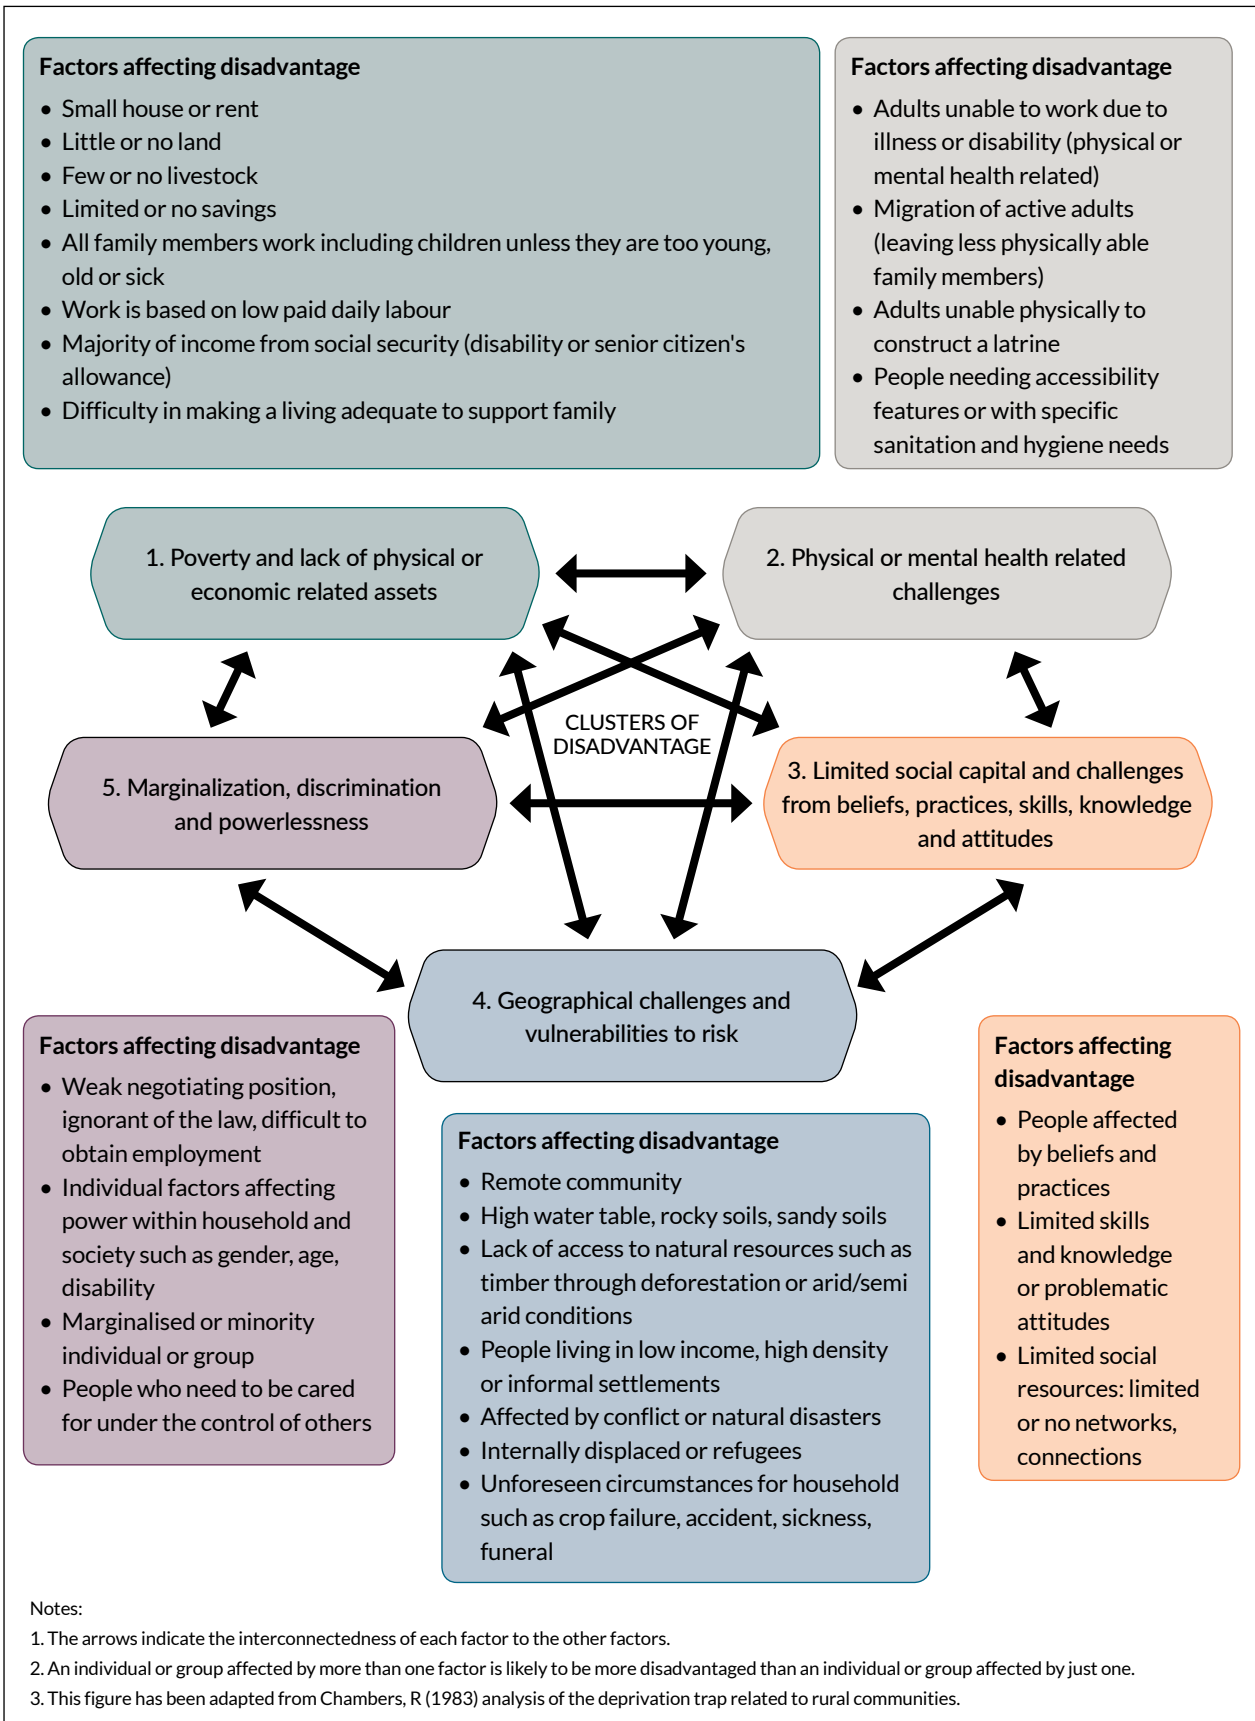 Factors affecting disadvantage
• Small house or rent
• Little or no land
• Few or no livestock
• Limited or no savings
• All family members work including children unless they are too young,
old or sick
• Work is based on low paid daily labour
• Majority of income from social security (disability or senior citizen's
allowance)
• Difficulty in making a living adequate to support family
Factors affecting disadvantage
• Adults unable to work due to
illness or disability (physical or
mental health related)
• Migration of active adults
(leaving less physically able
family members)
• Adults unable physically to
construct a latrine
• People needing accessibility
features or with specific
sanitation and hygiene needs
1. Poverty and lack of physical or
economic related assets
2. Physical or mental health related
challenges
CLUSTERS OF
DISADVANTAGE
5. Marginalization, discrimination
and powerlessness
3. Limited social capital and challenges
from beliefs, practices, skills, knowledge
and attitudes
4. Geographical challenges and
vulnerabilities to risk
Factors affecting disadvantage
• Weak negotiating position,
ignorant of the law, difficult to
obtain employment
• Individual factors affecting
power within household and
society such as gender, age,
disability
• Marginalised or minority
individual or group
• People who need to be cared
for under the control of others
Factors affecting disadvantage
• Remote community
• High water table, rocky soils, sandy soils
• Lack of access to natural resources such as
timber through deforestation or arid/semi
arid conditions
• People living in low income, high density
or informal settlements
• Affected by conflict or natural disasters
• Internally displaced or refugees
• Unforeseen circumstances for household
such as crop failure, accident, sickness,
funeral
Factors affecting
disadvantage
• People affected
by beliefs and
practices
• Limited skills
and knowledge
or problematic
attitudes
• Limited social
resources: limited
or no networks,
connections
Notes:
1. The arrows indicate the interconnectedness of each factor to the other factors.
2. An individual or group affected by more than one factor is likely to be more disadvantaged than an individual or group affected by just one.
3. This figure has been adapted from Chambers, R (1983) analysis of the deprivation trap related to rural communities.